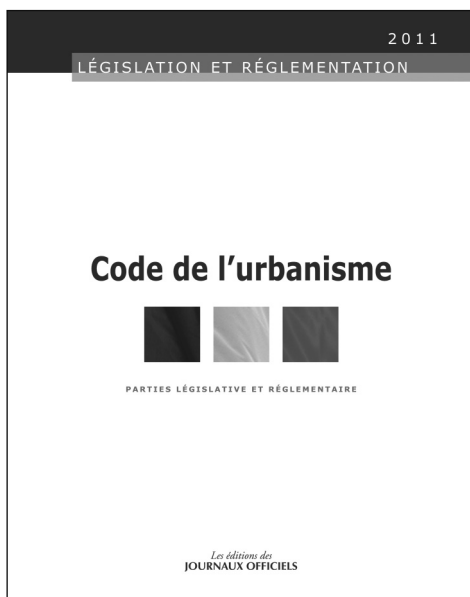 2011
LÉGISLATION ET RÉGLEMENTATION
Code de l'urbanisme
PARTIES LÉGISLATIVE ET RÉGLEMENTAIRE
Les éditions des
JOURNAUX OFFICIELS